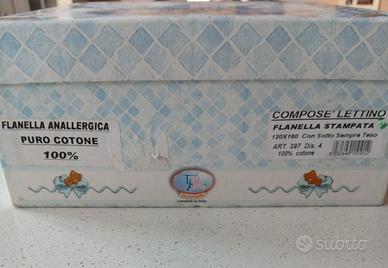 FLANELLA ANALLERGICA
PURO COTONE
100%
COMPOSE' LETTINO
FLANELLA STAMPATA
120X180 Con Sotto Sempre Teso
ART. 397 Dis. 4
100% cotone
subito